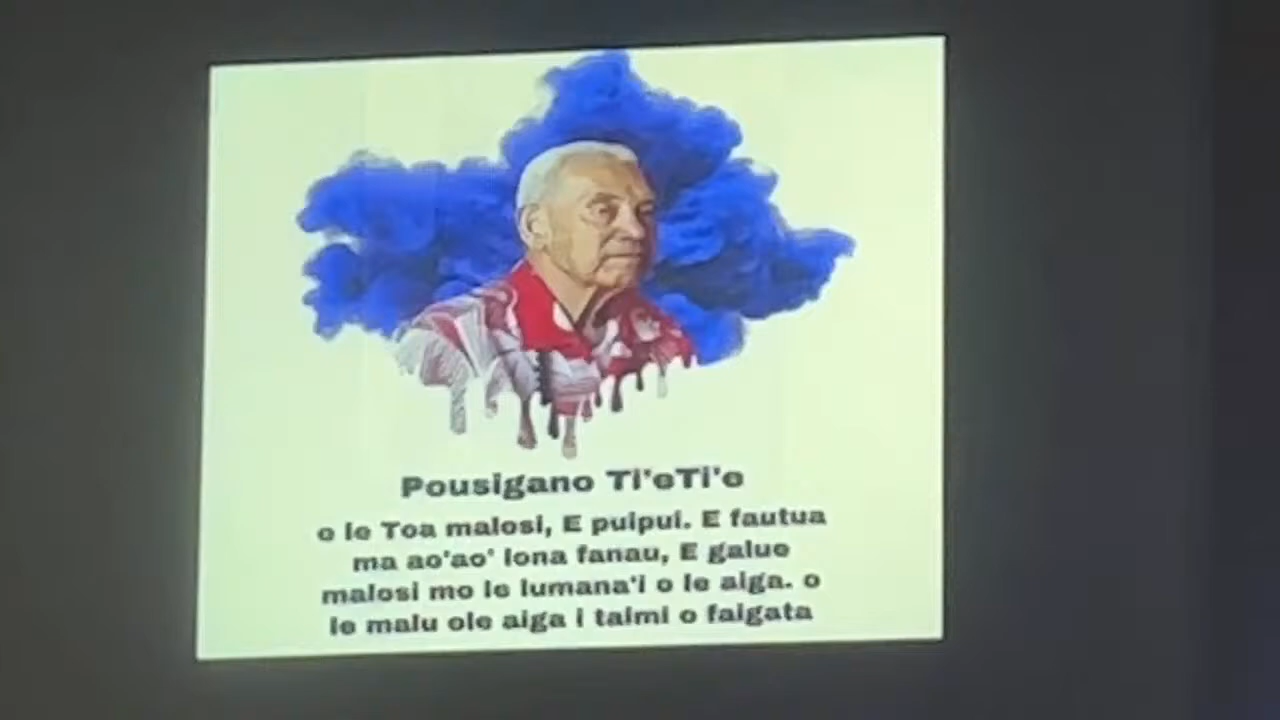 Pousigano Ti'eTi'e
o le Toa malosi, E puipui. E fautua
ma ao'ao' lona fanau, E galue
malosi mo le lumana'i o le aiga. o
le malu ole aiga i taimi o faigata